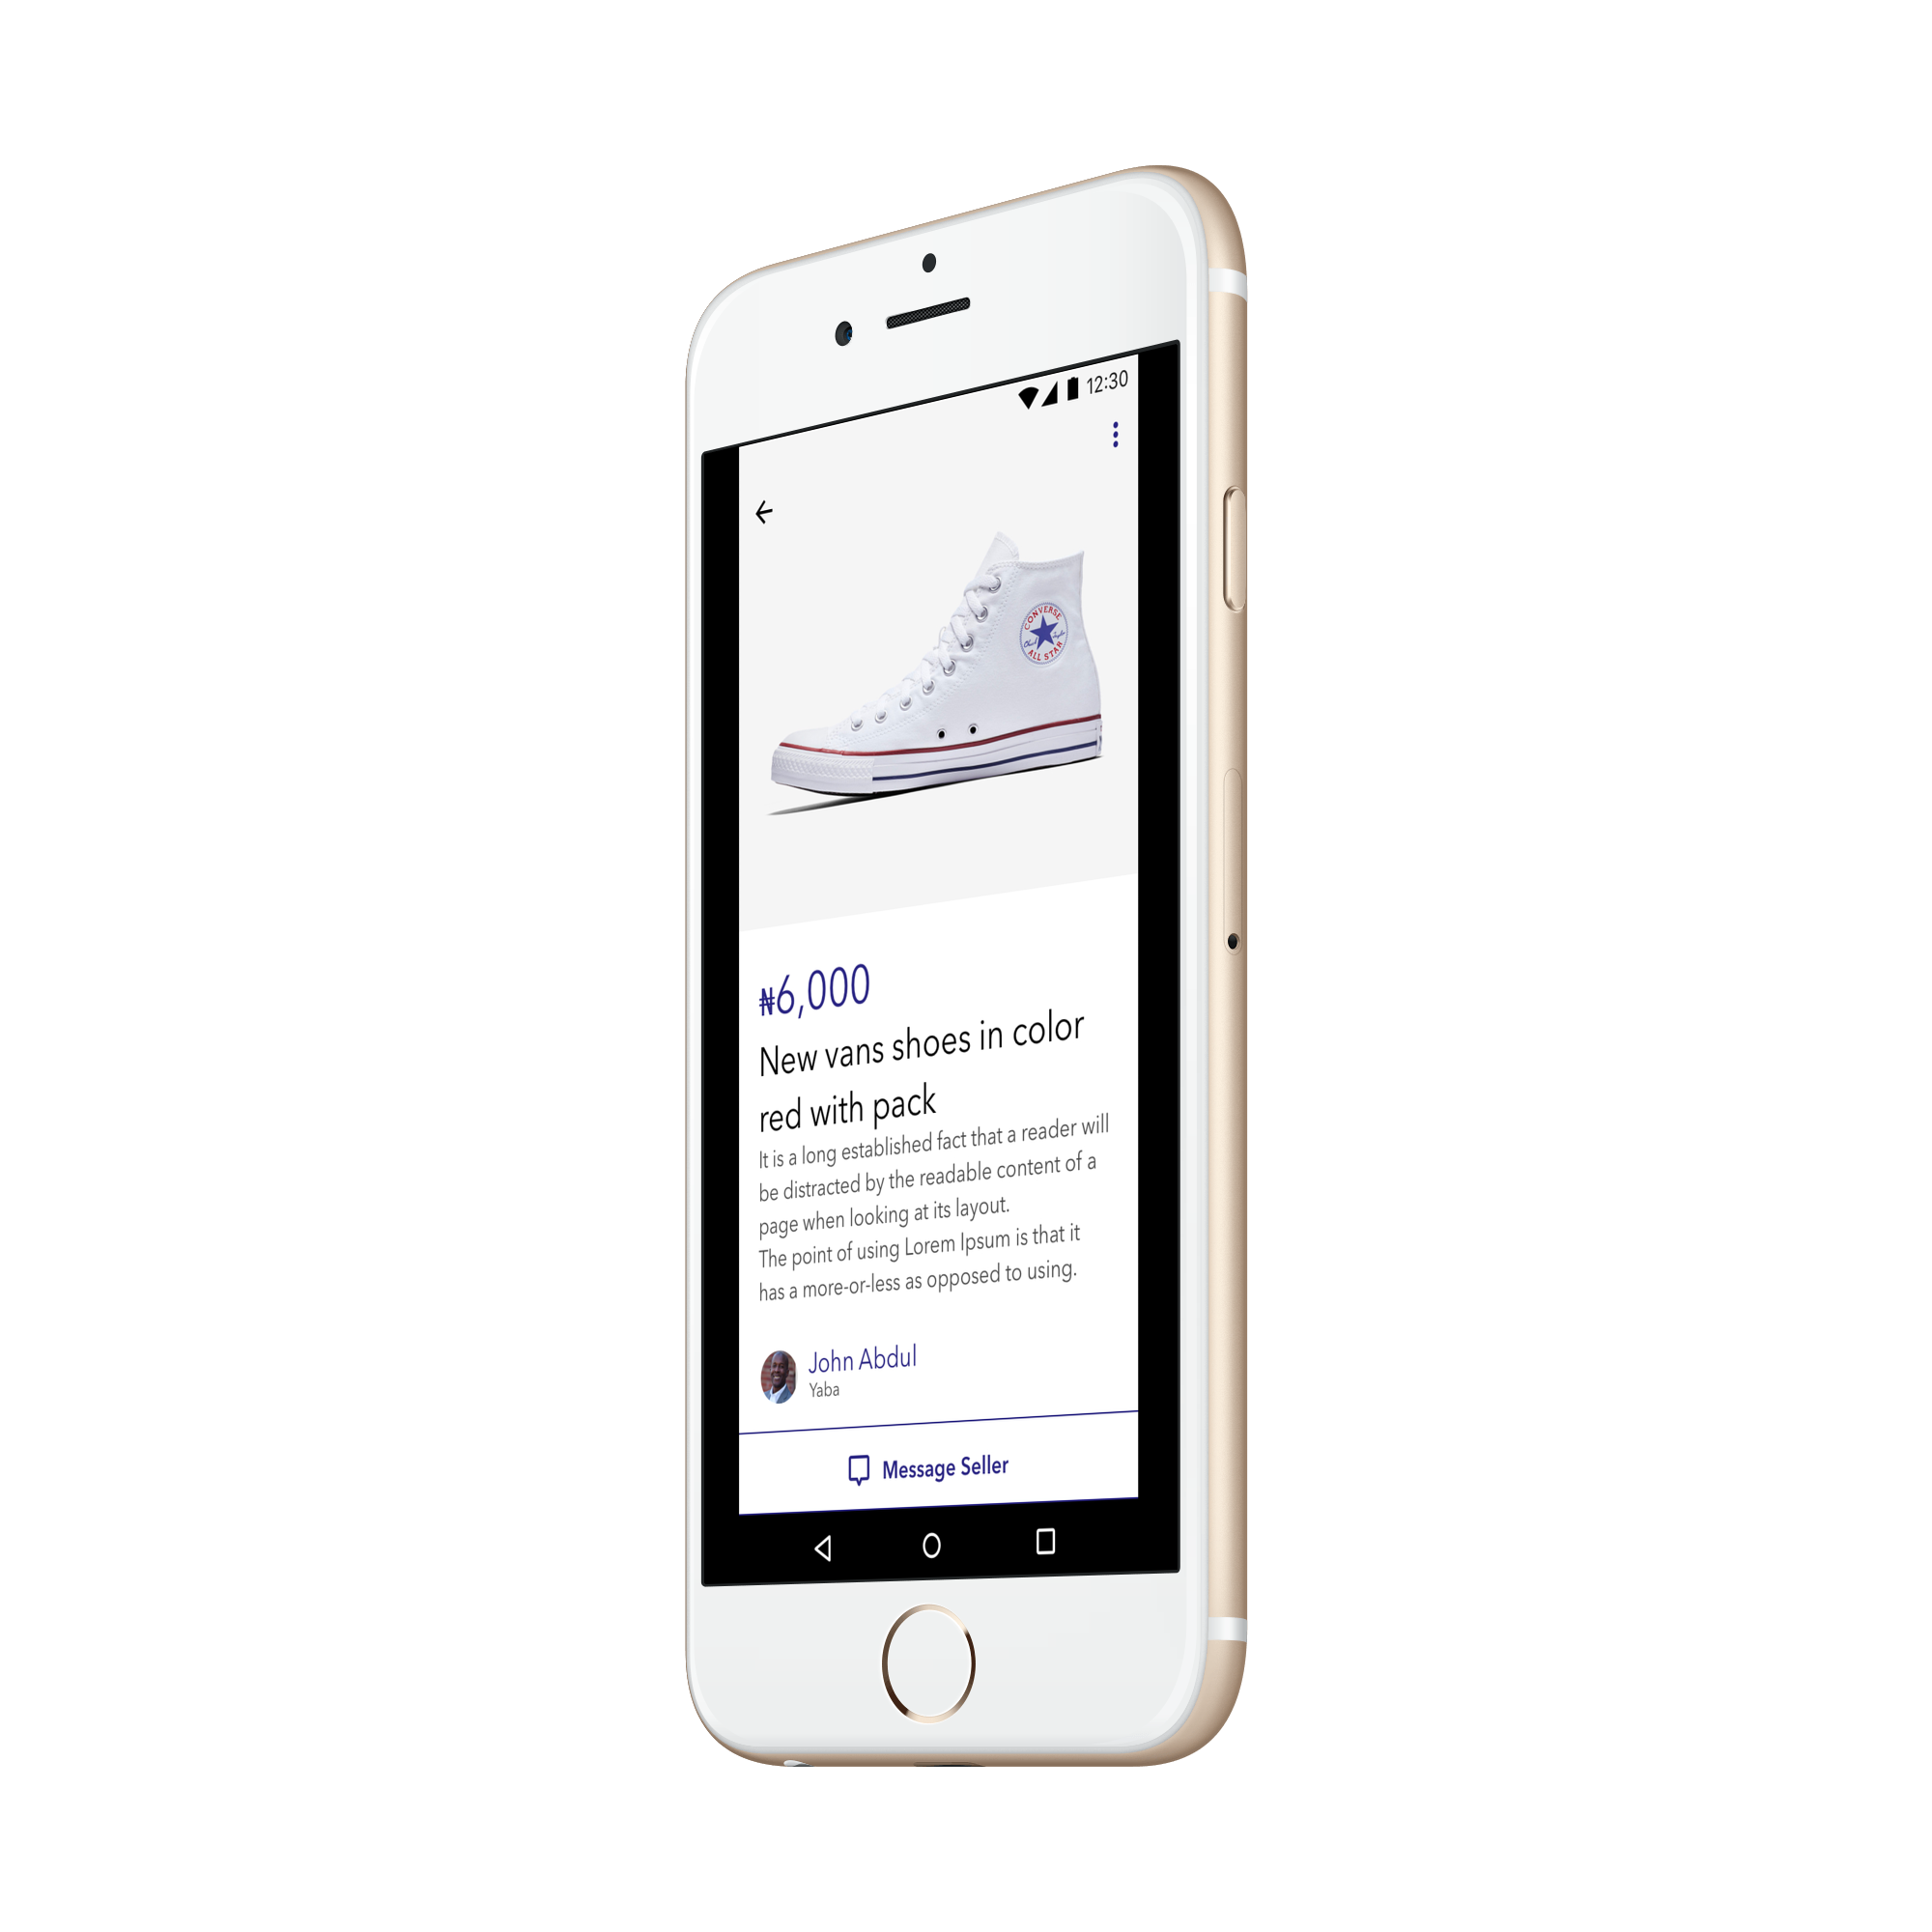 12:30
CONVERSE
ALL STAR
₦6,000
New vans shoes in color
red with pack
It is a long established fact that a reader will
be distracted by the readable content of a
page when looking at its layout.
The point of using Lorem Ipsum is that it
has a more-or-less as opposed to using.
John Abdul
Yaba
Message Seller